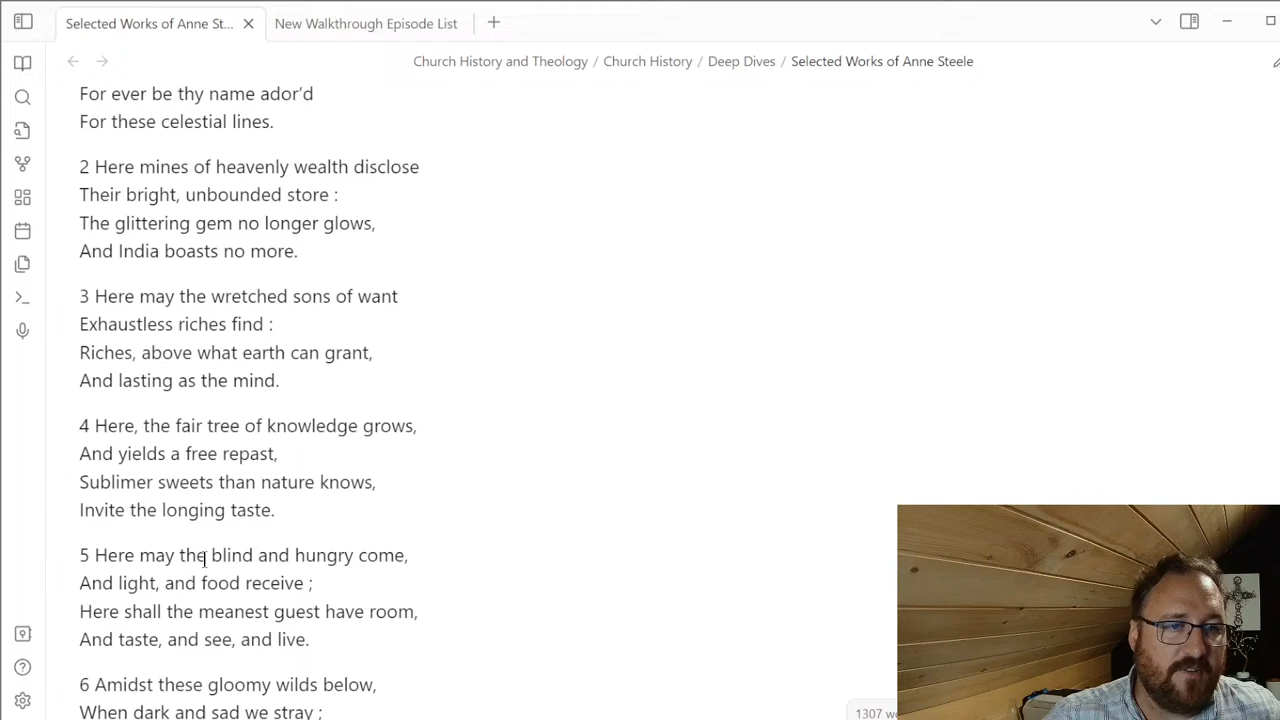 Selected Works of Anne St...
New Walkthrough Episode List
Church History and Theology / Church History / Deep Dives / Selected Works of Anne Steele
For ever be thy name ador’d
For these celestial lines.
2 Here mines of heavenly wealth disclose
Their bright, unbounded store :
The glittering gem no longer glows,
And India boasts no more.
3 Here may the wretched sons of want
Exhaustless riches find :
Riches, above what earth can grant,
And lasting as the mind.
4 Here, the fair tree of knowledge grows,
And yields a free repast,
Sublimer sweets than nature knows,
Invite the longing taste.
5 Here may the blind and hungry come,
And light, and food receive ;
Here shall the meanest guest have room,
And taste, and see, and live.
6 Amidst these gloomy wilds below,
When dark and sad we stray ;
1307